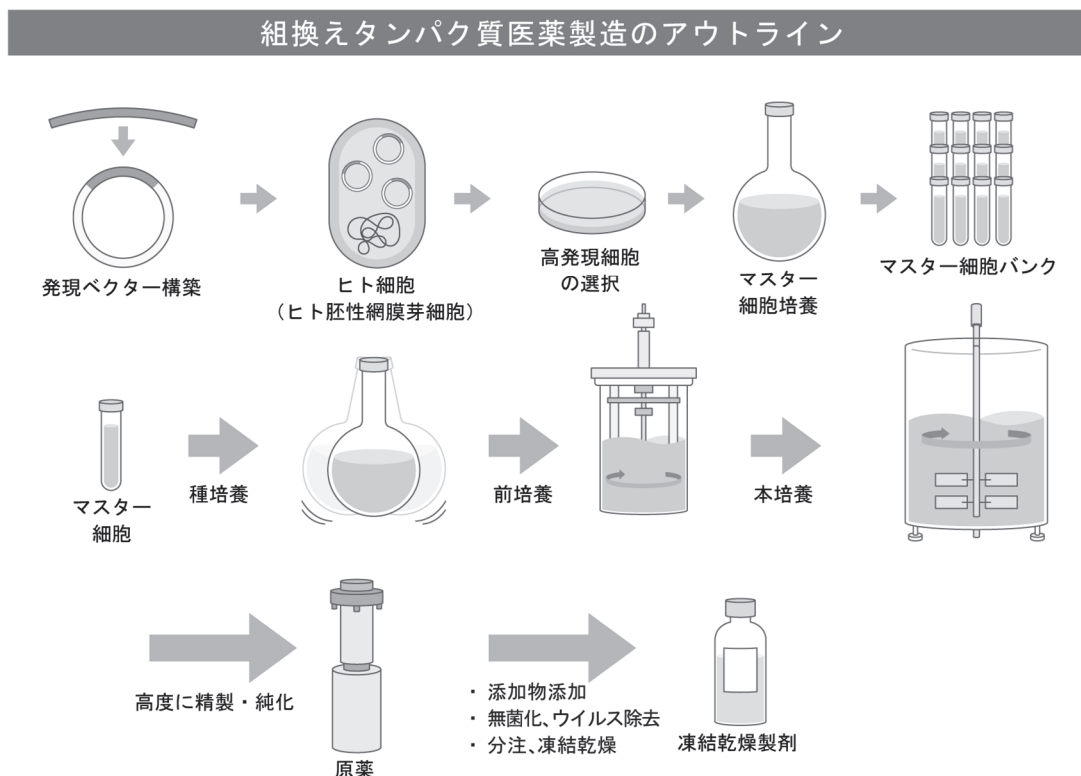 組換えタンパク質医薬製造のアウトライン
発現ベクター構築
ヒト細胞
（ヒト胚性網膜芽細胞）
高発現細胞
の選択
マスター
細胞培養
マスター細胞バンク
マスター
細胞
種培養
前培養
本培養
高度に精製・純化
原薬
・ 添加物添加
・ 無菌化、ウイルス除去
・ 分注、凍結乾燥
凍結乾燥製剤